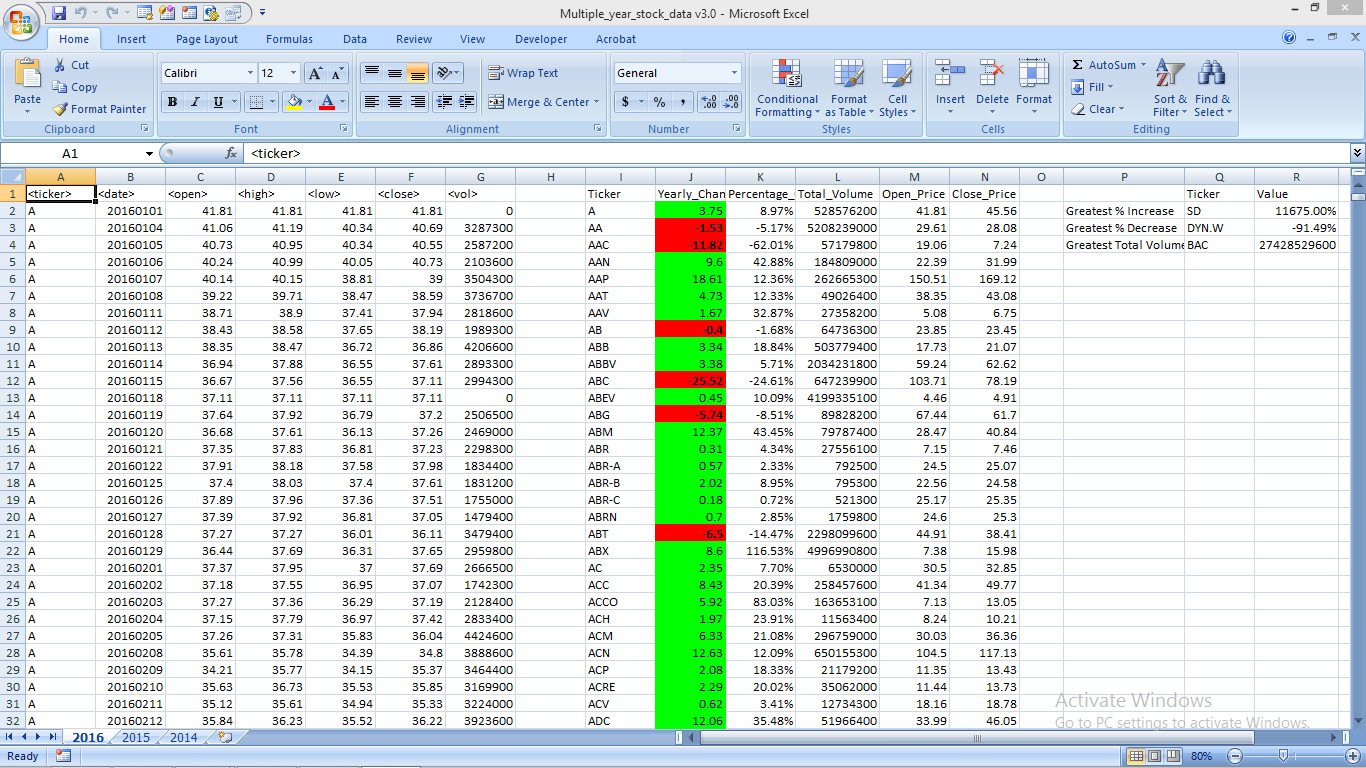 Multiple_year_stock_data v3.0 - Microsoft Excel
Home Insert Page Layout Formulas Data Review View Developer Acrobat
Paste Cut Copy Format Painter Clipboard
Calibri 12 B I U Font
Wrap Text Merge & Center Alignment
General $ % , Number
Conditional Formatting Format as Table Cell Styles Styles
Insert Delete Format Cells
Σ AutoSum Fill Clear Sort & Filter Find & Select Editing
A1 fx <ticker>
A B C D E F G H I J K L M N O P Q R
1 <ticker> <date> <open> <high> <low> <close> <vol> Ticker Yearly_Chan Percentage_ Total_Volume Open_Price Close_Price Ticker Value
2 A 20160101 41.81 41.81 41.81 41.81 0 A 3.75 8.97% 528576200 41.81 45.56 Greatest % Increase SD 11675.00%
3 A 20160104 41.06 41.19 40.34 40.69 3287300 AA -1.53 -5.17% 5208239000 29.61 28.08 Greatest % Decrease DYN.W -91.49%
4 A 20160105 40.73 40.95 40.34 40.55 2587200 AAC -11.82 -62.01% 57179800 19.06 7.24 Greatest Total Volume BAC 27428529600
5 A 20160106 40.24 40.99 40.05 40.73 2103600 AAN 9.6 42.88% 184809000 22.39 31.99
6 A 20160107 40.14 40.15 38.81 39 3504300 AAP 18.61 12.36% 262665300 150.51 169.12
7 A 20160108 39.22 39.71 38.47 38.59 3736700 AAT 4.73 12.33% 49026400 38.35 43.08
8 A 20160111 38.71 38.9 37.41 37.94 2818600 AAV 1.67 32.87% 27358200 5.08 6.75
9 A 20160112 38.43 38.58 37.65 38.19 1989300 AB -0.4 -1.68% 64736300 23.85 23.45
10 A 20160113 38.35 38.47 36.72 36.86 4206600 ABB 3.34 18.84% 503779400 17.73 21.07
11 A 20160114 36.94 37.88 36.55 37.61 2893300 ABBV 3.38 5.71% 2034231800 59.24 62.62
12 A 20160115 36.67 37.56 36.55 37.11 2994300 ABC -25.52 -24.61% 647239900 103.71 78.19
13 A 20160118 37.11 37.11 37.11 37.11 0 ABEV 0.45 10.09% 4199335100 4.46 4.91
14 A 20160119 37.64 37.92 36.79 37.2 2506500 ABG -5.74 -8.51% 89828200 67.44 61.7
15 A 20160120 36.68 37.61 36.13 37.26 2469000 ABM 12.37 43.45% 79787400 28.47 40.84
16 A 20160121 37.35 37.83 36.81 37.23 2298300 ABR 0.31 4.34% 27556100 7.15 7.46
17 A 20160122 37.91 38.18 37.58 37.98 1834400 ABR-A 0.57 2.33% 792500 24.5 25.07
18 A 20160125 37.4 38.03 37.4 37.61 1831200 ABR-B 2.02 8.95% 795300 22.56 24.58
19 A 20160126 37.89 37.96 37.36 37.51 1755000 ABR-C 0.18 0.72% 521300 25.17 25.35
20 A 20160127 37.39 37.92 36.81 37.05 1479400 ABRN 0.7 2.85% 1759800 24.6 25.3
21 A 20160128 37.27 37.27 36.01 36.11 3479400 ABT -6.5 -14.47% 2298099600 44.91 38.41
22 A 20160129 36.44 37.69 36.31 37.65 2959800 ABX 8.6 116.53% 4996990800 7.38 15.98
23 A 20160201 37.37 37.95 37 37.69 2666500 AC 2.35 7.70% 6530000 30.5 32.85
24 A 20160202 37.18 37.55 36.95 37.07 1742300 ACC 8.43 20.39% 258457600 41.34 49.77
25 A 20160203 37.27 37.36 36.29 37.19 2128400 ACCO 5.92 83.03% 163653100 7.13 13.05
26 A 20160204 37.15 37.79 36.97 37.42 2833400 ACH 1.97 23.91% 11563400 8.24 10.21
27 A 20160205 37.26 37.31 35.83 36.04 4424600 ACM 6.33 21.08% 296759000 30.03 36.36
28 A 20160208 35.61 35.78 34.39 34.8 3888600 ACN 12.63 12.09% 650155300 104.5 117.13
29 A 20160209 34.21 35.77 34.15 35.37 3464400 ACP 2.08 18.33% 21179200 11.35 13.43
30 A 20160210 35.63 36.73 35.53 35.85 3169900 ACRE 2.29 20.02% 35062000 11.44 13.73
31 A 20160211 35.12 35.61 34.94 35.33 3220700 ACV 0.62 3.41% 12734300 18.16 18.78
32 A 20160212 35.84 36.23 35.52 36.22 3923600 ADC 12.06 35.48% 51966400 33.99 46.05
Activate Windows
Go to PC settings to activate Windows.
2016 2015 2014
Ready 80%